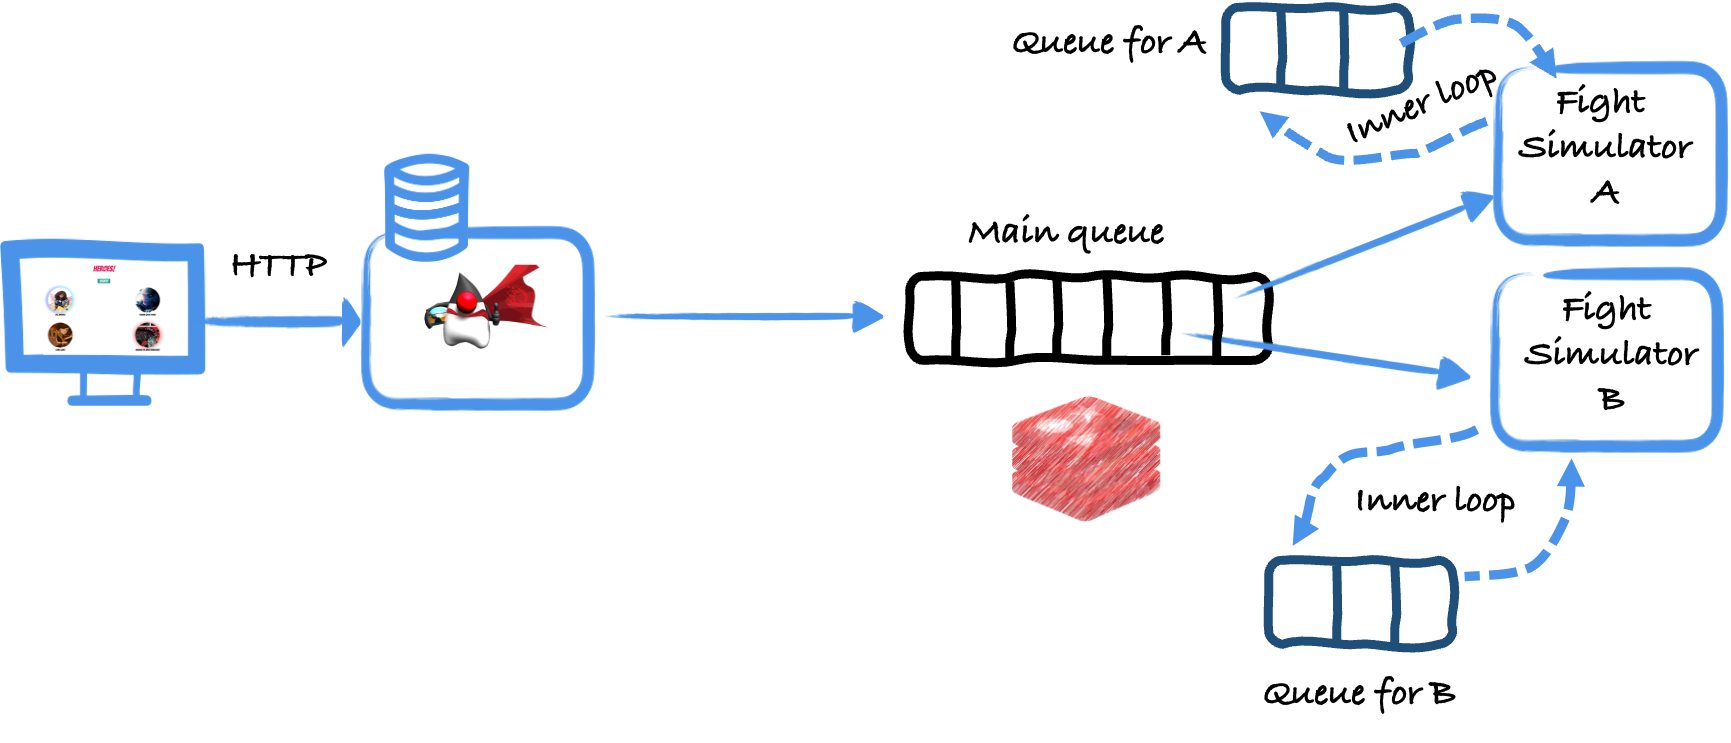 Queue for A
Inner loop
Fight
Simulator
A
Main queue
HTTP
HEROES!
Fight
Simulator
B
Inner loop
Queue for B